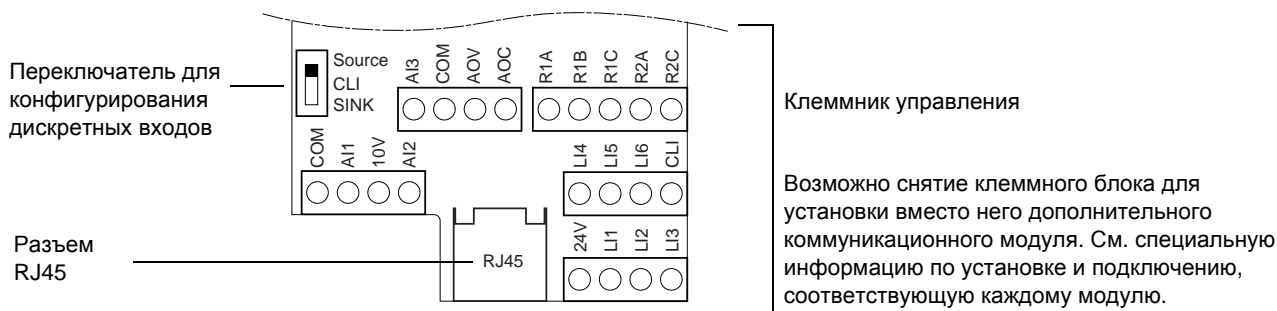 Переключатель для
конфигурирования
дискретных входов
Source
CLI
SINK
AI3
COM
AOV
AOC
R1A
R1B
R1C
R2A
R2C
Клеммник управления
COM
AI1
10V
AI2
LI4
LI5
LI6
CLI
Возможно снятие клеммного блока для
установки вместо него дополнительного
коммуникационного модуля. См. специальную
информацию по установке и подключению,
соответствующую каждому модулю.
Разъем
RJ45
RJ45
24V
LI1
LI2
LI3